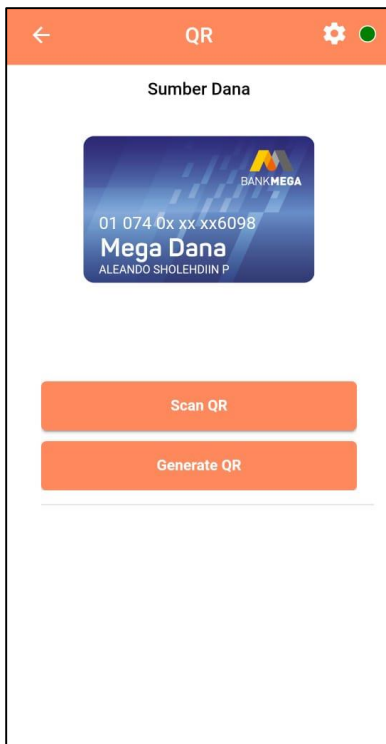 QR
Sumber Dana
BANKMEGA
01 074 0x xx xx6098
Mega Dana
ALEANDO SHOLEHDIIN P
Scan QR
Generate QR